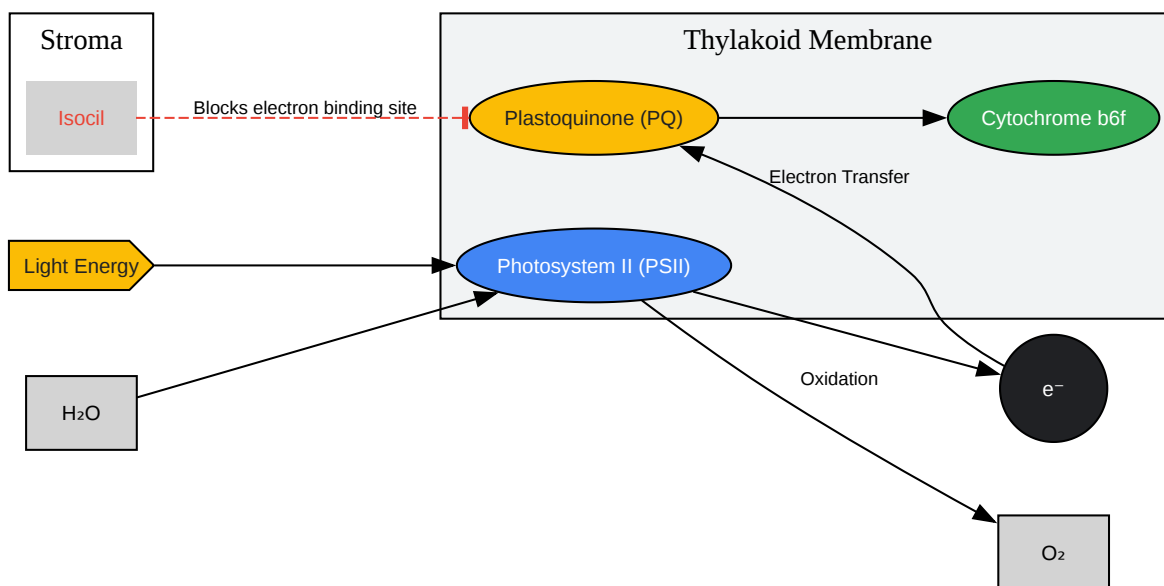 Stroma
Thylakoid Membrane
Isocil
Blocks electron binding site
Plastoquinone (PQ)
Cytochrome b6f
Electron Transfer
Light Energy
Photosystem II (PSII)
Oxidation
e⁻
H₂O
O₂